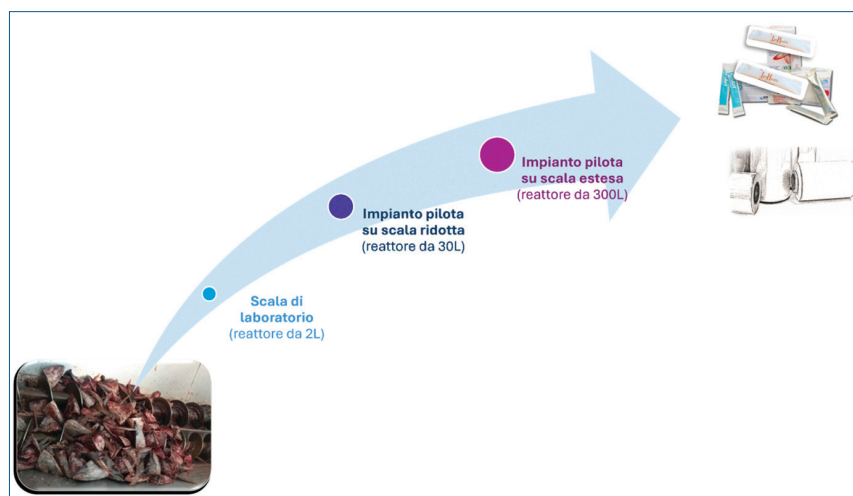 Impianto pilota
su scala estesa
(reattore da 300L)
Impianto pilota
su scala ridotta
(reattore da 30L)
Scala di
laboratorio
(reattore da 2L)